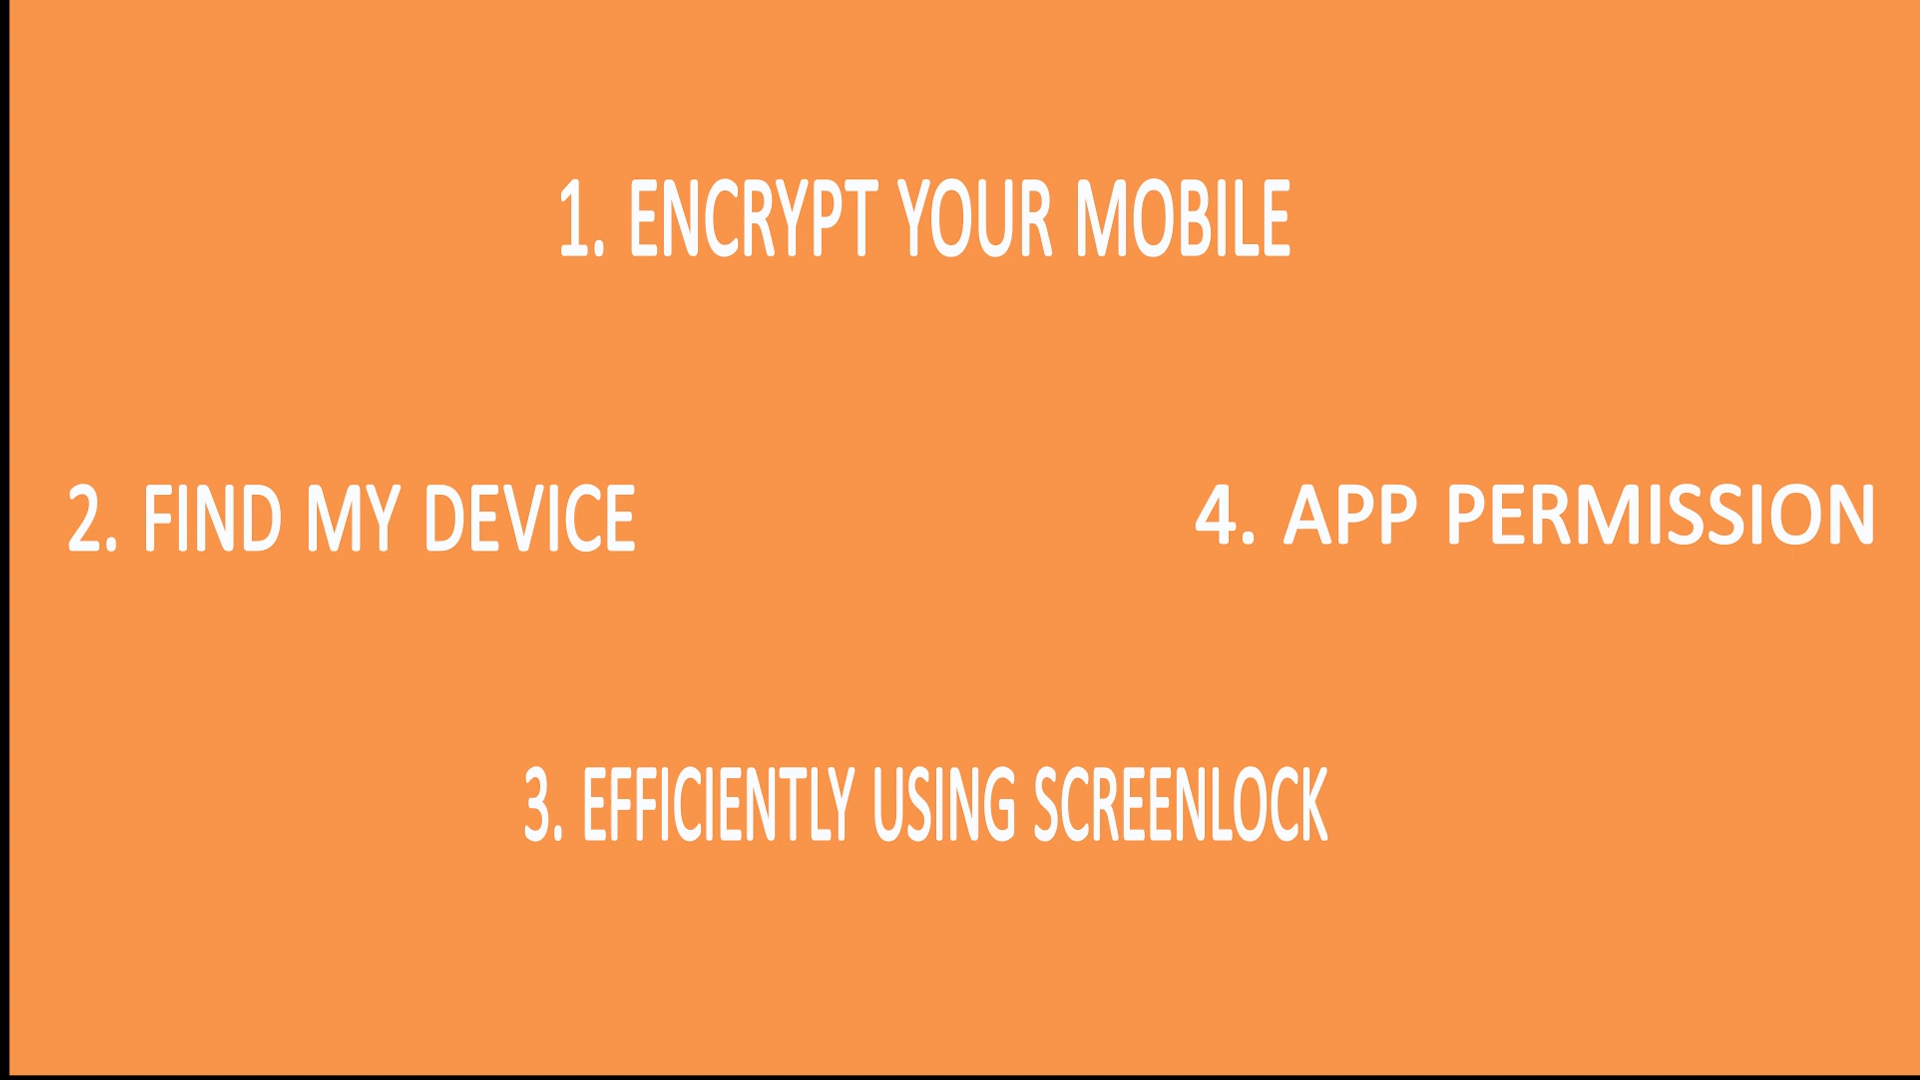 1. ENCRYPT YOUR MOBILE
2. FIND MY DEVICE
4. APP PERMISSION
3. EFFICIENTLY USING SCREENLOCK